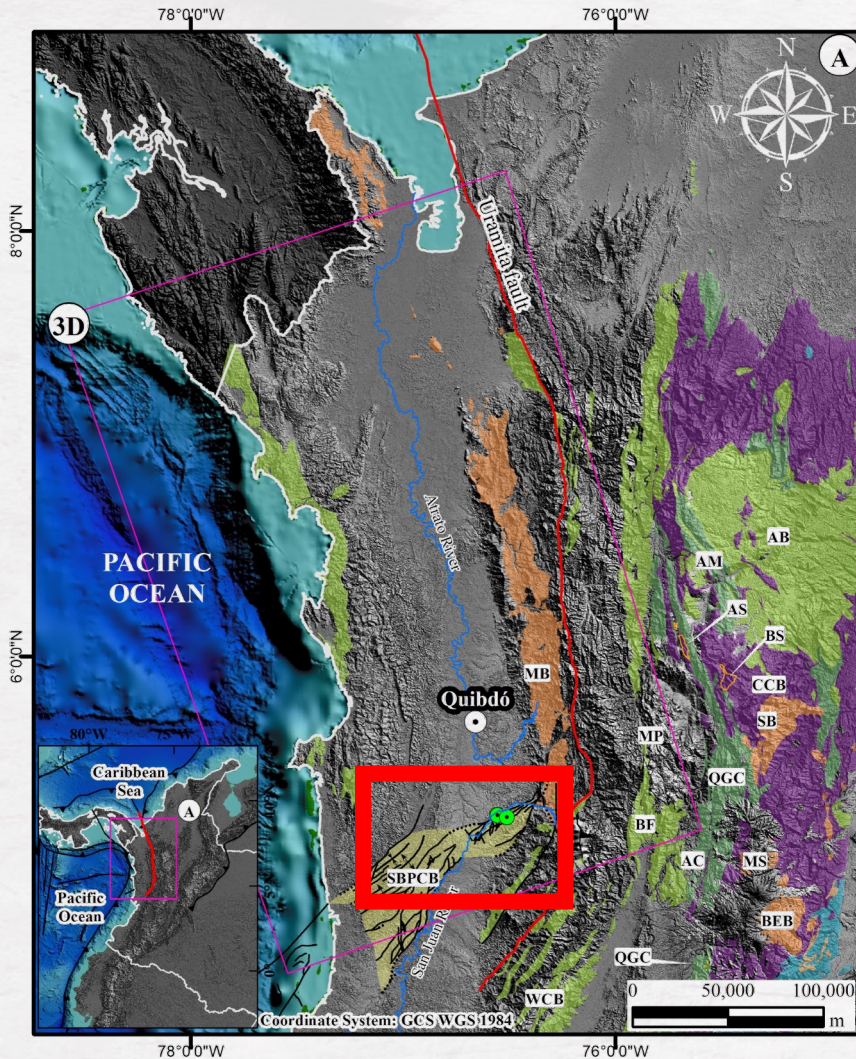 78°0'0"W
76°0'0"W
A
N
W
E
S
8°0'0"N
Uramita fault
3D
Atrato River
PACIFIC
OCEAN
AB
AM
AS
BS
6°0'0"N
MB
CCB
Quibdó
SB
MP
80°W
75°W
QGC
Caribbean
Sea
A
BF
SBPCB
AC
MS
Pacific
Ocean
BEB
San Juan River
QGC
WCB
0
50,000
100,000
m
Coordinate System: GCS WGS 1984
78°0'0"W
76°0'0"W